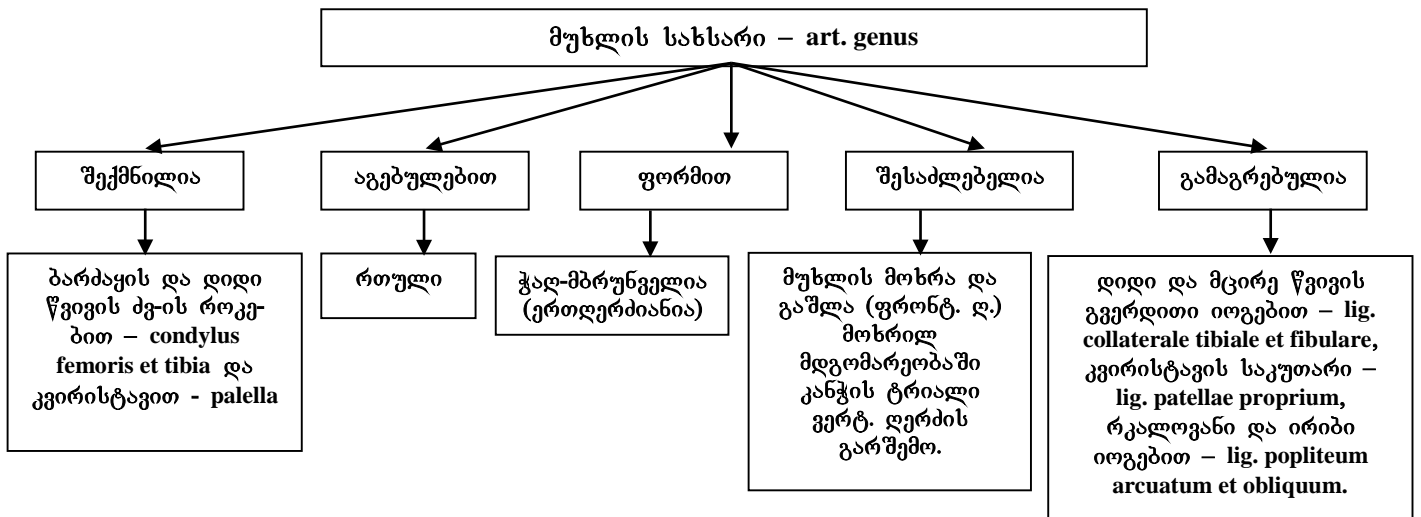 მუხლის სახსარი – art. genus
შექმნილია
აგებულებით
ფორმით
შესაძლებელია
გამაგრებულია
ბარძაყის და დიდი
წვივის ძვ-ის როკე-
ბით – condylus
femoris et tibia და
კვირისტავით - palella
რთული
ჭაღ-მბრუნველია
(ერთღერძიანია)
მუხლის მოხრა და
გაშლა (ფრონტ. ღ.)
მოხრილ
მდგომარეობაში
კანჭის ტრიალი
ვერტ. ღერძის
გარშემო.
დიდი და მცირე წვივის
გვერდითი იოგებით – lig.
collaterale tibiale et fibulare,
კვირისტავის საკუთარი –
lig. patellae proprium,
რკალოვანი და ირიბი
იოგებით – lig. popliteum
arcuatum et obliquum.